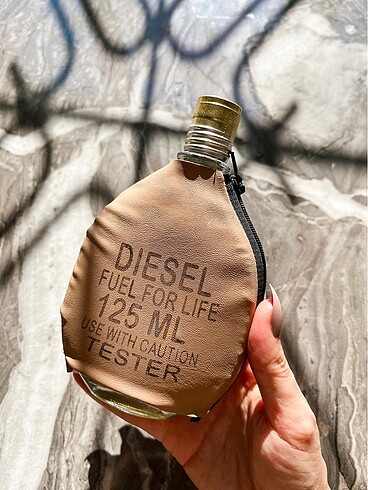 DIESEL
FUEL FOR LIFE
125 ML
USE WITH CAUTION
TESTER